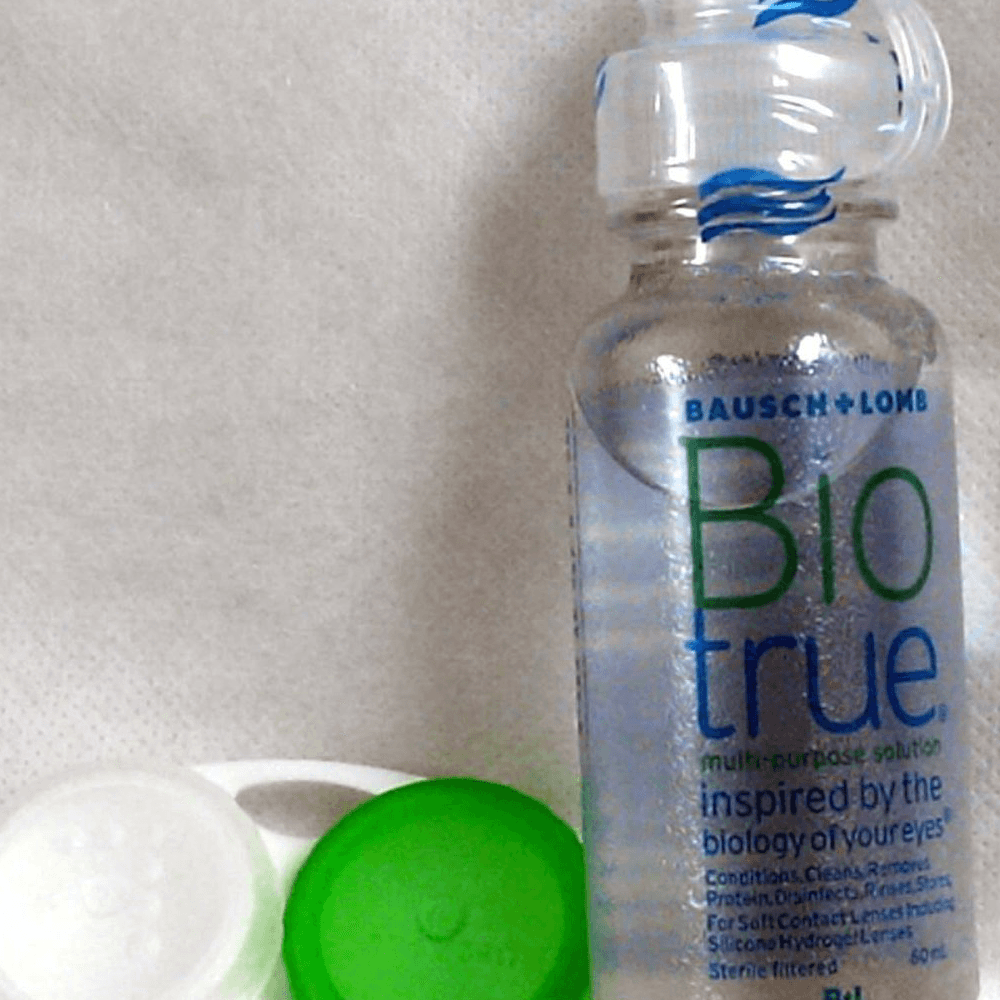 BAUSCH + LOMB
Bio
true®
multi-purpose solution
inspired by the
biology of your eyes®
Conditions, Cleans, Removes
Protein, Disinfects, Rinses, Stores
For Soft Contact Lenses Including
Silicone Hydrogel Lenses
Sterile filtered 60 mL